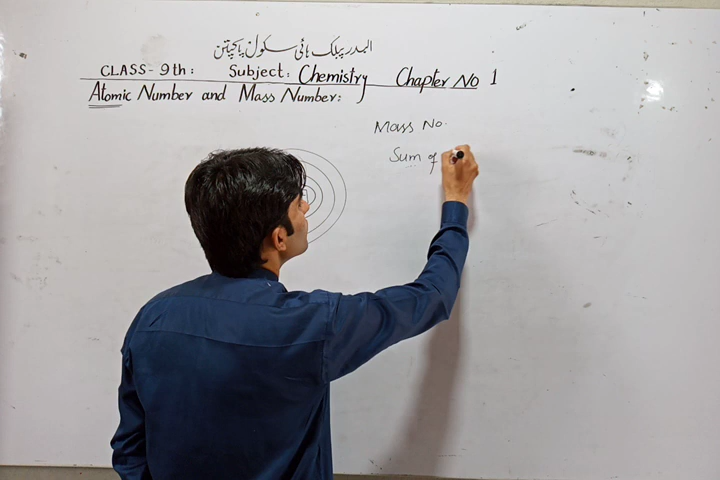 البدر پبلک ہائی سکول پاکپتن
CLASS - 9th: Subject: Chemistry Chapter No 1
Atomic Number and Mass Number:
Mass No.
Sum of